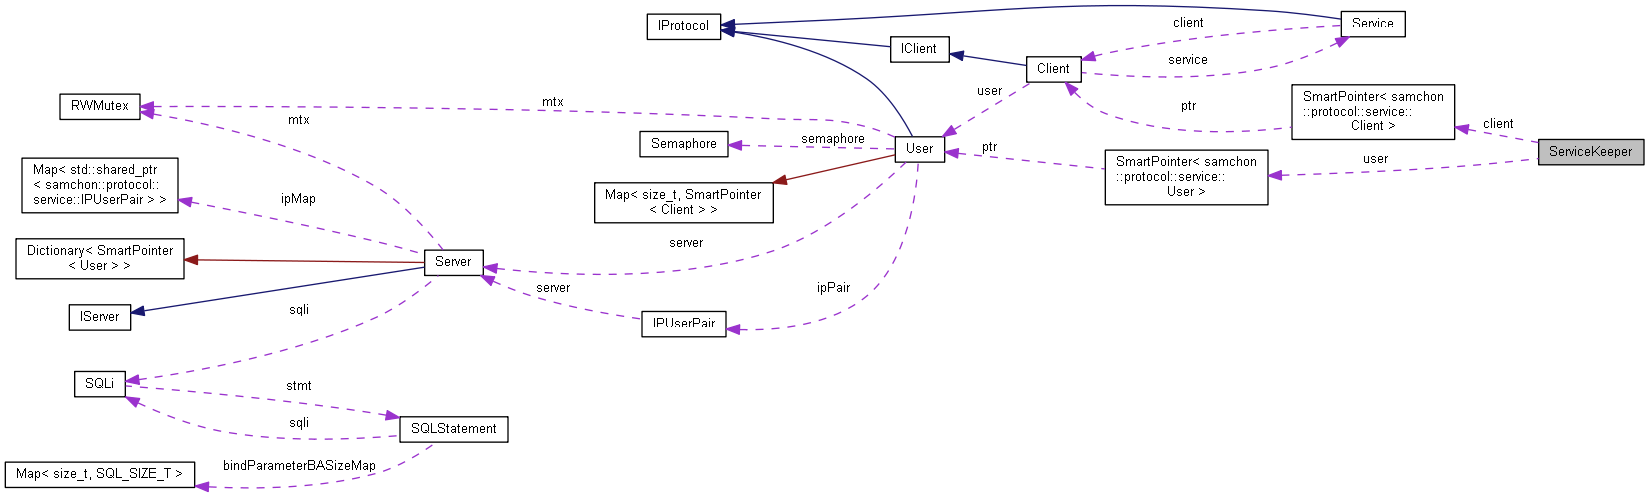 IProtocol
Service
client
IClient
service
Client
user
RWMutex
mtx
mtx
SmartPointer< samchon
::protocol::service::
Client >
ptr
client
Semaphore
semaphore
User
ptr
ServiceKeeper
user
SmartPointer< samchon
::protocol::service::
User >
Map< std::shared_ptr
< samchon::protocol::
service::IPUserPair > >
ipMap
Map< size_t, SmartPointer
< Client > >
Dictionary< SmartPointer
< User > >
Server
server
IServer
server
ipPair
sqli
IPUserPair
SQLi
stmt
sqli
SQLStatement
Map< size_t, SQL_SIZE_T >
bindParameterBASizeMap